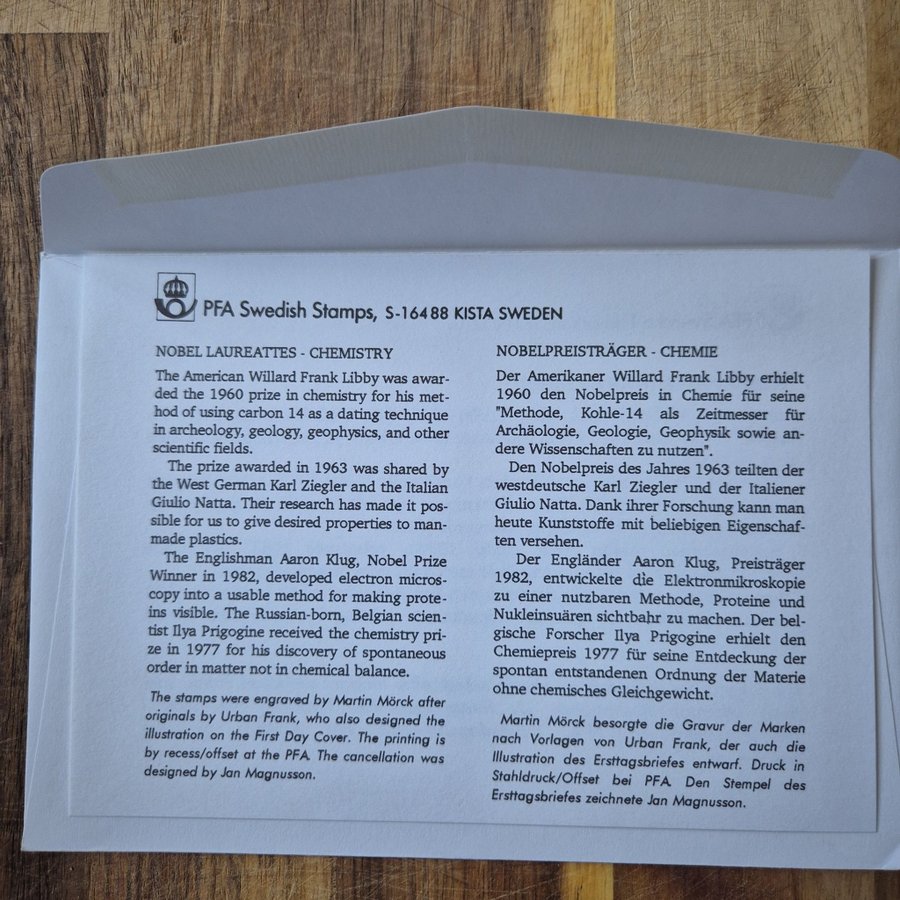 PFA Swedish Stamps, S-164 88 KISTA SWEDEN
NOBEL LAUREATTES - CHEMISTRY
The American Willard Frank Libby was awar-
ded the 1960 prize in chemistry for his met-
hod of using carbon 14 as a dating technique
in archeology, geology, geophysics, and other
scientific fields.
The prize awarded in 1963 was shared by
the West German Karl Ziegler and the Italian
Giulio Natta. Their research has made it pos-
sible for us to give desired properties to man-
made plastics.
The Englishman Aaron Klug, Nobel Prize
Winner in 1982, developed electron micros-
copy into a usable method for making prote-
ins visible. The Russian-born, Belgian scien-
tist Ilya Prigogine received the chemistry pri-
ze in 1977 for his discovery of spontaneous
order in matter not in chemical balance.
The stamps were engraved by Martin Mörck after
originals by Urban Frank, who also designed the
illustration on the First Day Cover. The printing is
by recess/offset at the PFA. The cancellation was
designed by Jan Magnusson.
NOBELPREISTRÄGER - CHEMIE
Der Amerikaner Willard Frank Libby erhielt
1960 den Nobelpreis in Chemie für seine
"Methode, Kohle-14 als Zeitmesser für
Archäologie, Geologie, Geophysik sowie an-
dere Wissenschaften zu nutzen".
Den Nobelpreis des Jahres 1963 teilten der
westdeutsche Karl Ziegler und der Italiener
Giulio Natta. Dank ihrer Forschung kann man
heute Kunststoffe mit beliebigen Eigenschaf-
ten versehen.
Der Engländer Aaron Klug, Preisträger
1982, entwickelte die Elektronmikroskopie
zu einer nutzbaren Methode, Proteine und
Nukleinsuären sichtbahr zu machen. Der bel-
gische Forscher Ilya Prigogine erhielt den
Chemiepreis 1977 für seine Entdeckung der
spontan entstandenen Ordnung der Materie
ohne chemisches Gleichgewicht.
Martin Mörck besorgte die Gravur der Marken
nach Vorlagen von Urban Frank, der auch die
Illustration des Ersttagsbriefes entwarf. Druck in
Stahldruck/Offset bei PFA. Den Stempel des
Ersttagsbriefes zeichnete Jan Magnusson.